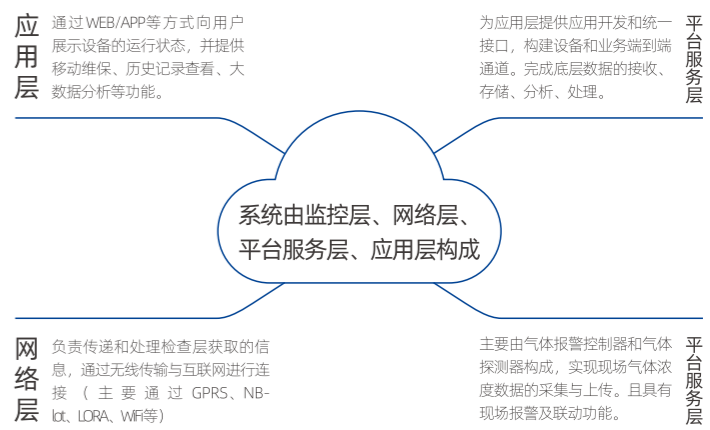 应用层
通过WEB/APP等方式向用户
展示设备的运行状态，并提供
移动维保、历史记录查看、大
数据分析等功能。
为应用层提供应用开发和统一
接口，构建设备和业务端到端
通道。完成底层数据的接收、
存储、分析、处理。
平台服务层
系统由监控层、网络层、
平台服务层、应用层构成
网络层
负责传递和处理检查层获取的信
息，通过无线传输与互联网进行连
接（主要通过GPRS、NB-
Iot、LORA、WiFi等）
主要由气体报警控制器和气体
探测器构成，实现现场气体浓
度数据的采集与上传。且具有
现场报警及联动功能。
平台服务层